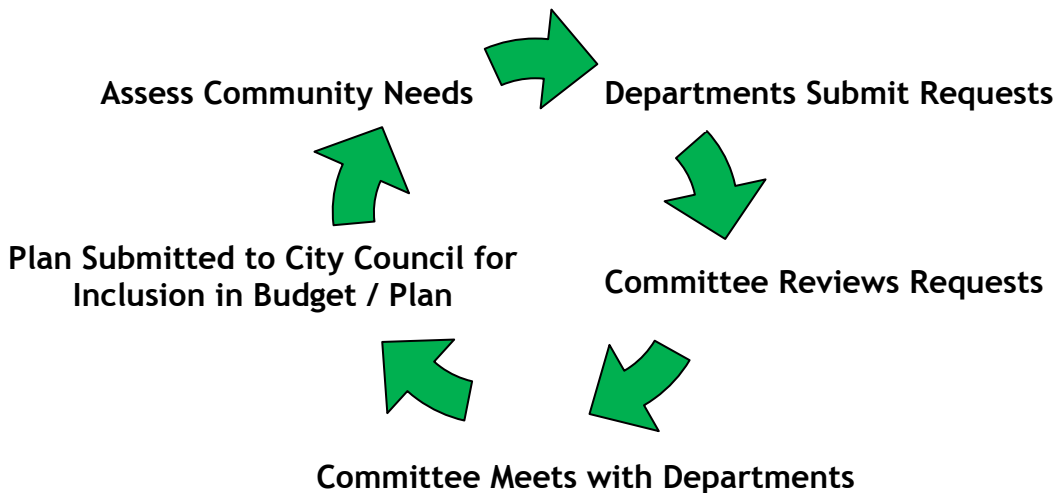 Assess Community Needs
Departments Submit Requests
Committee Reviews Requests
Committee Meets with Departments
Plan Submitted to City Council for
Inclusion in Budget / Plan